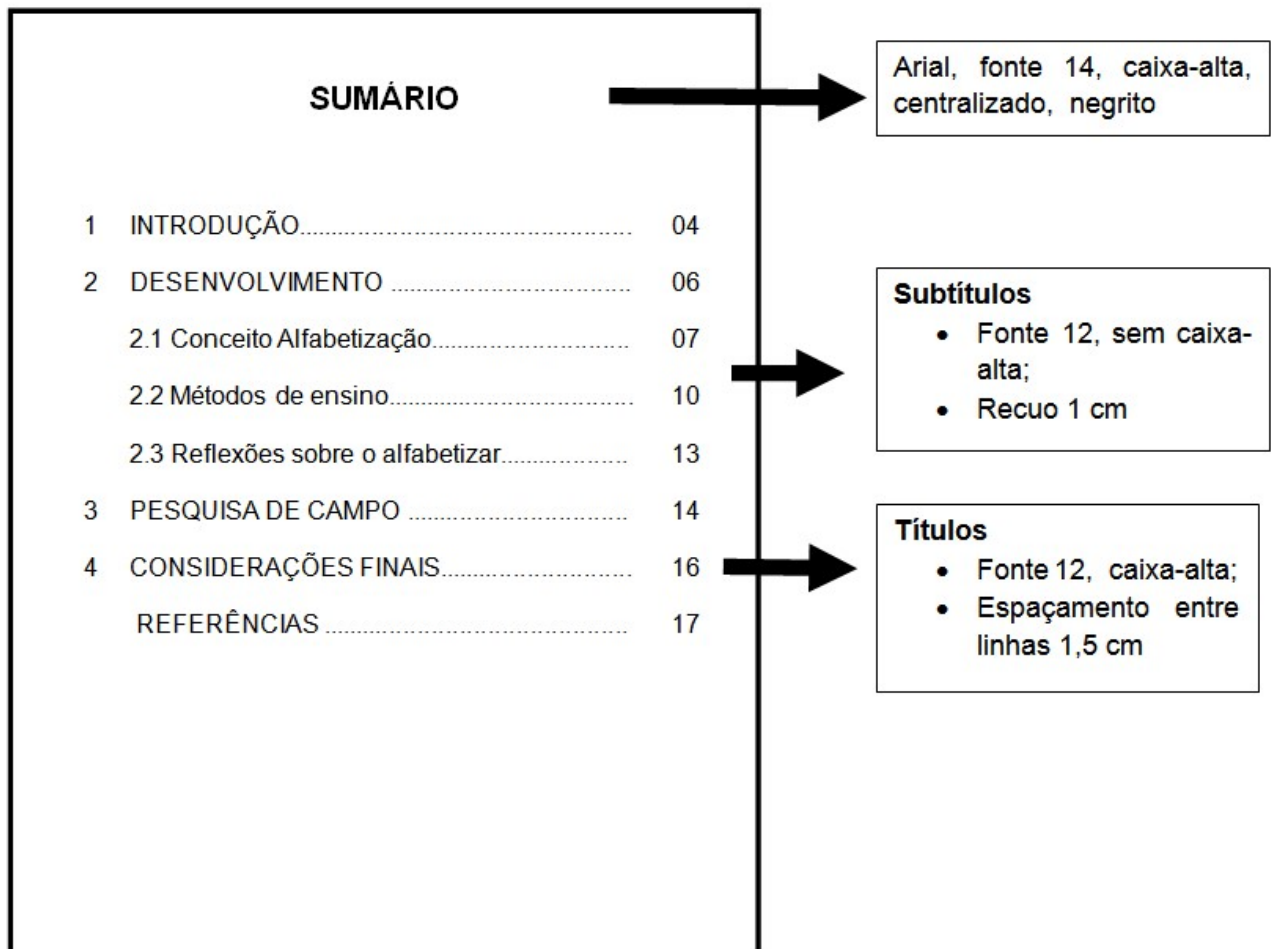 SUMÁRIO
1 INTRODUÇÃO................................................ 04
2 DESENVOLVIMENTO .................................. 06
2.1 Conceito Alfabetização............................ 07
2.2 Métodos de ensino................................... 10
2.3 Reflexões sobre o alfabetizar.................. 13
3 PESQUISA DE CAMPO ............................... 14
4 CONSIDERAÇÕES FINAIS........................... 16
REFERÊNCIAS ........................................... 17
Arial, fonte 14, caixa-alta,
centralizado, negrito
Subtítulos
• Fonte 12, sem caixa-
alta;
• Recuo 1 cm
Títulos
• Fonte 12, caixa-alta;
• Espaçamento entre
linhas 1,5 cm